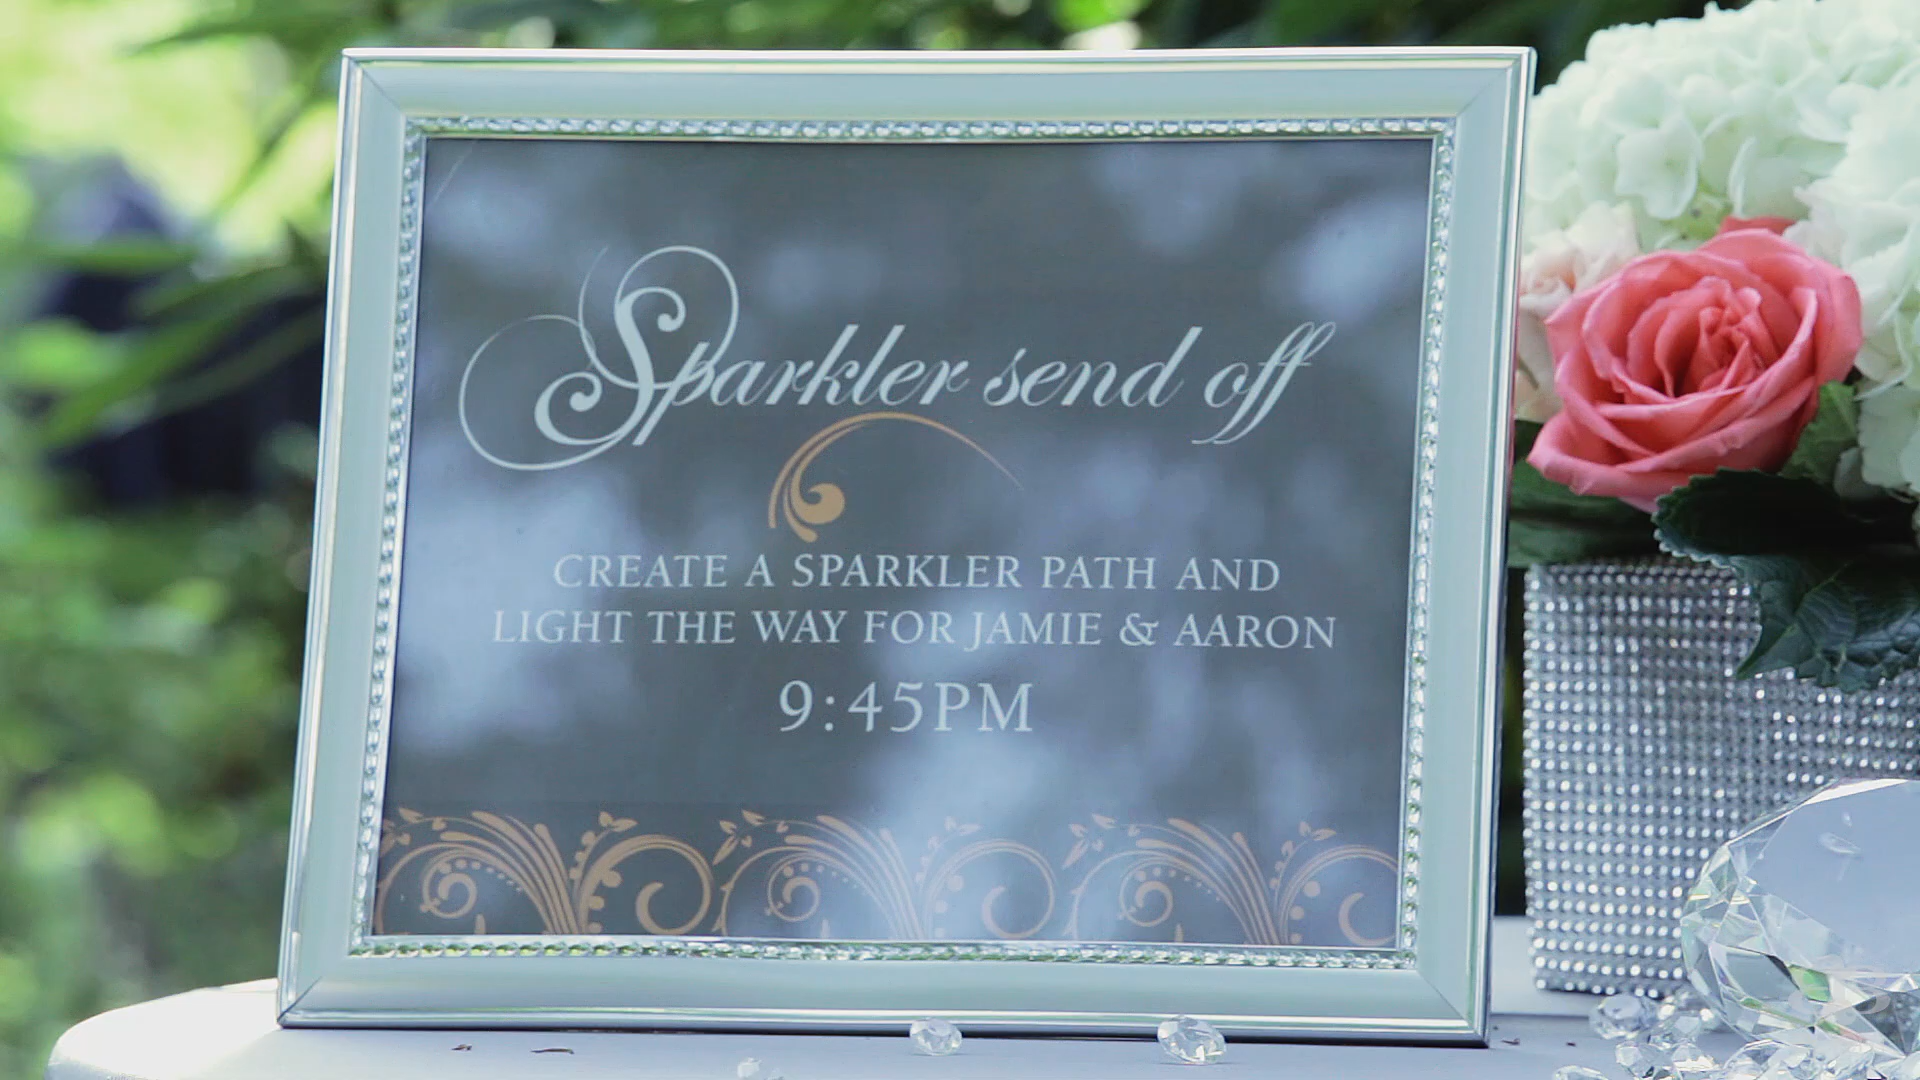 Sparkler send off
CREATE A SPARKLER PATH AND
LIGHT THE WAY FOR JAMIE & AARON
9:45PM